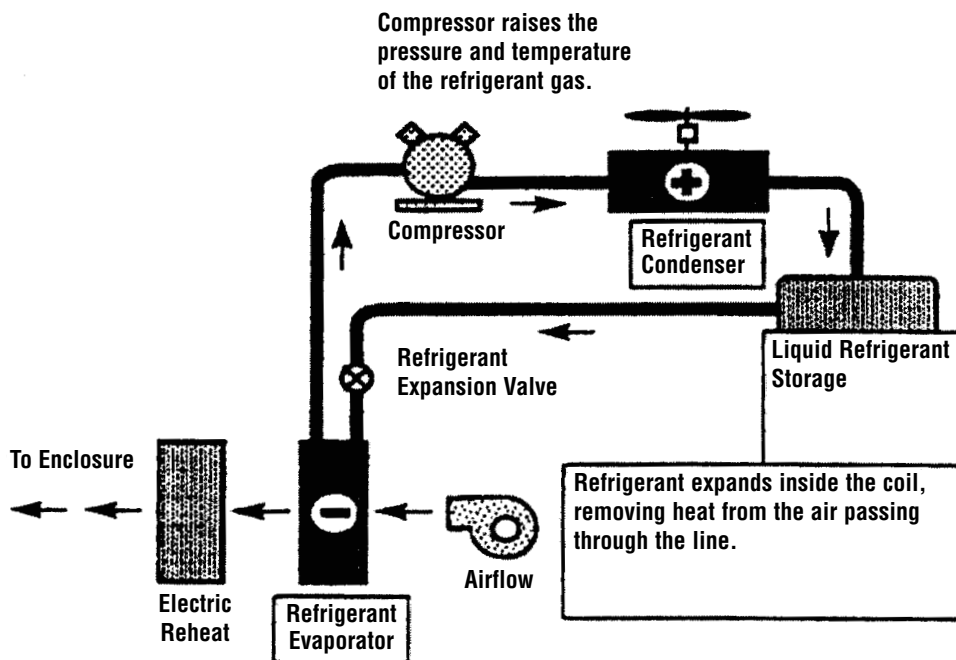 Compressor raises the
pressure and temperature
of the refrigerant gas.
Compressor
Refrigerant
Condenser
Refrigerant
Expansion Valve
Liquid Refrigerant
Storage
To Enclosure
Refrigerant expands inside the coil,
removing heat from the air passing
through the line.
Airflow
Electric
Reheat
Refrigerant
Evaporator